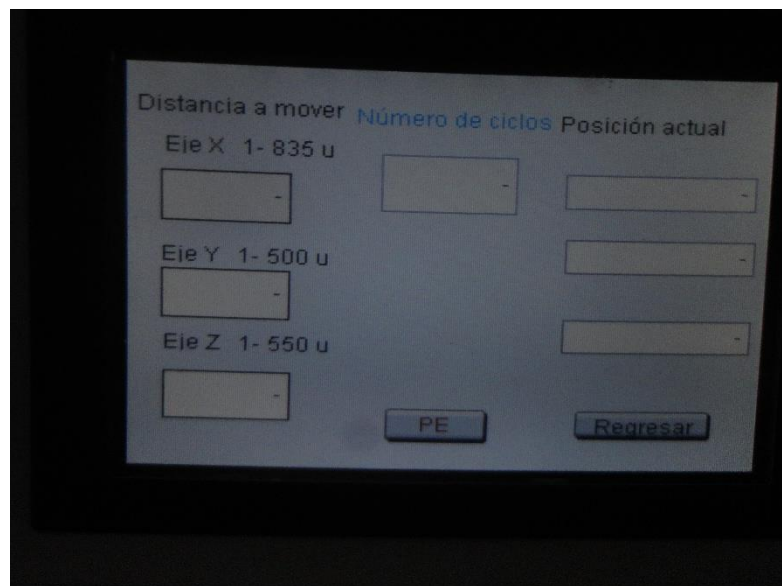 Distancia a mover Número de ciclos Posición actual
Eje X 1- 835 u
-
-
-
Eje Y 1- 500 u
-
-
Eje Z 1- 550 u
-
-
PE
Regresar